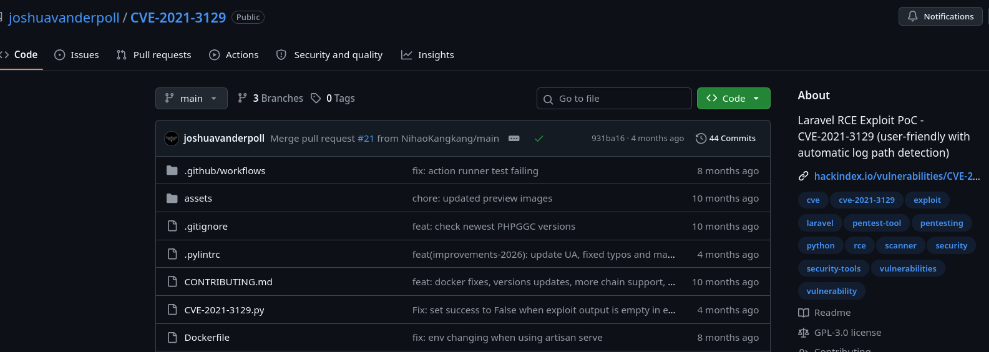 joshuavanderpoll / CVE-2021-3129 Public
Notifications
Code Issues Pull requests Actions Security and quality Insights
main 3 Branches 0 Tags Go to file Code
joshuavanderpoll Merge pull request #21 from NihaoKangkang/main 931ba16 · 4 months ago 44 Commits
.github/workflows fix: action runner test failing 8 months ago
assets chore: updated preview images 10 months ago
.gitignore feat: check newest PHPGGC versions 10 months ago
.pylintrc feat(improvements-2026): update UA, fixed typos and ma... 4 months ago
CONTRIBUTING.md feat: docker fixes, versions updates, more chain support, ... 10 months ago
CVE-2021-3129.py Fix: set success to False when exploit output is empty in e... 4 months ago
Dockerfile fix: env changing when using artisan serve 8 months ago
About
Laravel RCE Exploit PoC -
CVE-2021-3129 (user-friendly with
automatic log path detection)
hackindex.io/vulnerabilities/CVE-2...
cve cve-2021-3129 exploit
laravel pentest-tool pentesting
python rce scanner security
security-tools vulnerabilities
vulnerability
Readme
GPL-3.0 license
Contributing